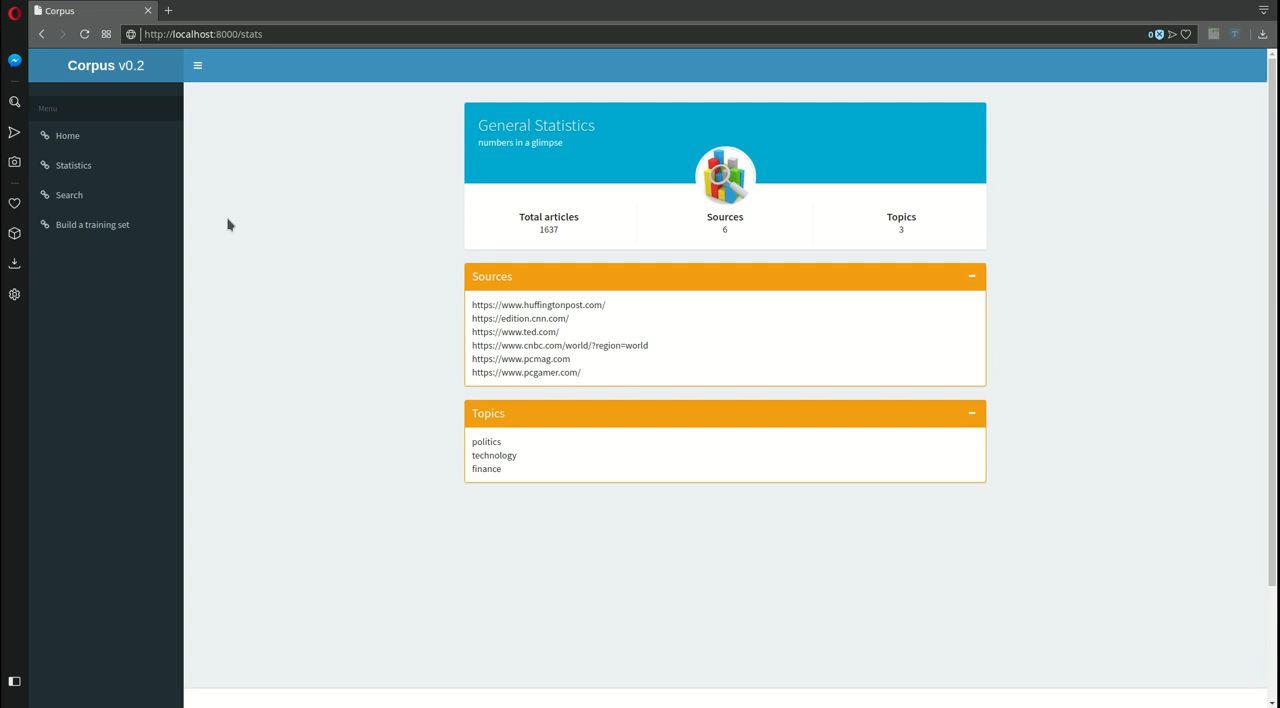 Corpus
http://localhost:8000/stats
0
T
Corpus v0.2
Menu
Home
Statistics
Search
Build a training set
General Statistics
numbers in a glimpse
Total articles
1637
Sources
6
Topics
3
Sources
https://www.huffingtonpost.com/
https://edition.cnn.com/
https://www.ted.com/
https://www.cnbc.com/world/?region=world
https://www.pcmag.com
https://www.pcgamer.com/
Topics
politics
technology
finance